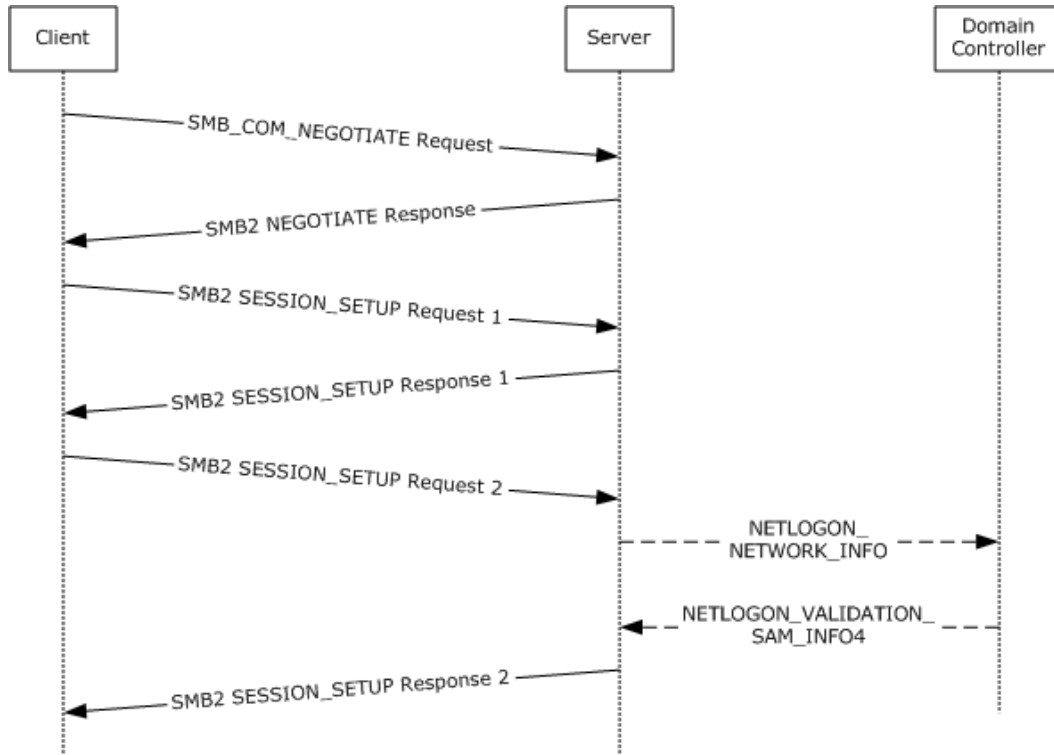 Client
Server
Domain
Controller
SMB_COM_NEGOTIATE Request
SMB2 NEGOTIATE Response
SMB2 SESSION_SETUP Request 1
SMB2 SESSION_SETUP Response 1
SMB2 SESSION_SETUP Request 2
NETLOGON_
NETWORK_INFO
NETLOGON_VALIDATION_
SAM_INFO4
SMB2 SESSION_SETUP Response 2